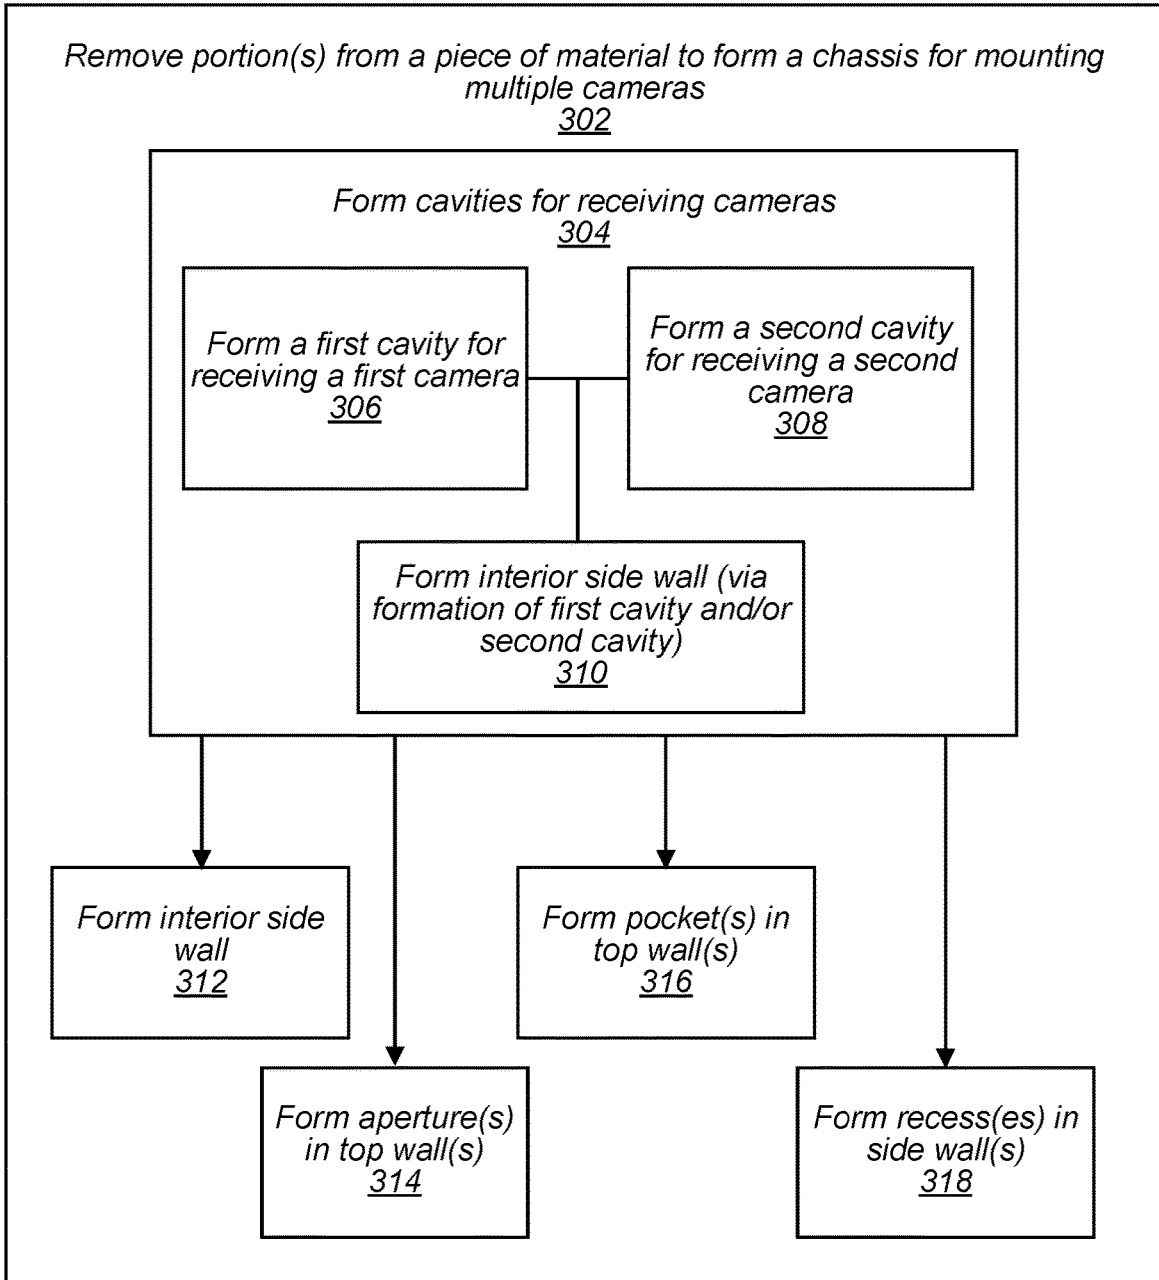 Remove portion(s) from a piece of material to form a chassis for mounting
multiple cameras
302
Form cavities for receiving cameras
304
Form a first cavity for
receiving a first camera
306
Form a second cavity
for receiving a second
camera
308
Form interior side wall (via
formation of first cavity and/or
second cavity)
310
Form interior side
wall
312
Form pocket(s) in
top wall(s)
316
Form aperture(s)
in top wall(s)
314
Form recess(es) in
side wall(s)
318